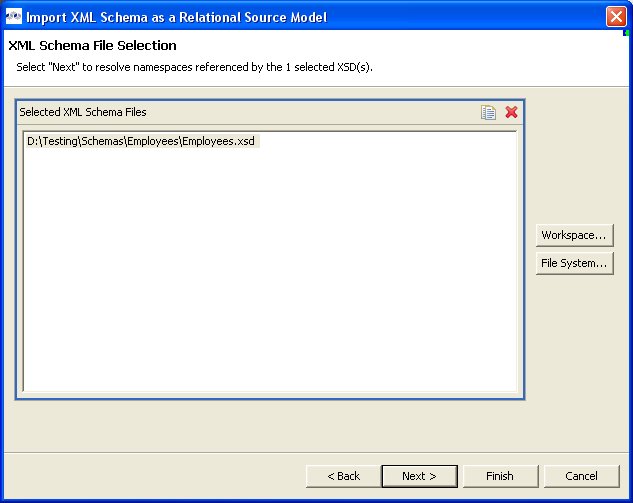 Import XML Schema as a Relational Source Model
XML Schema File Selection
Select "Next" to resolve namespaces referenced by the 1 selected XSD(s).
Selected XML Schema Files
D:\Testing\Schemas\Employees\Employees.xsd
Workspace...
File System...
< Back
Next >
Finish
Cancel